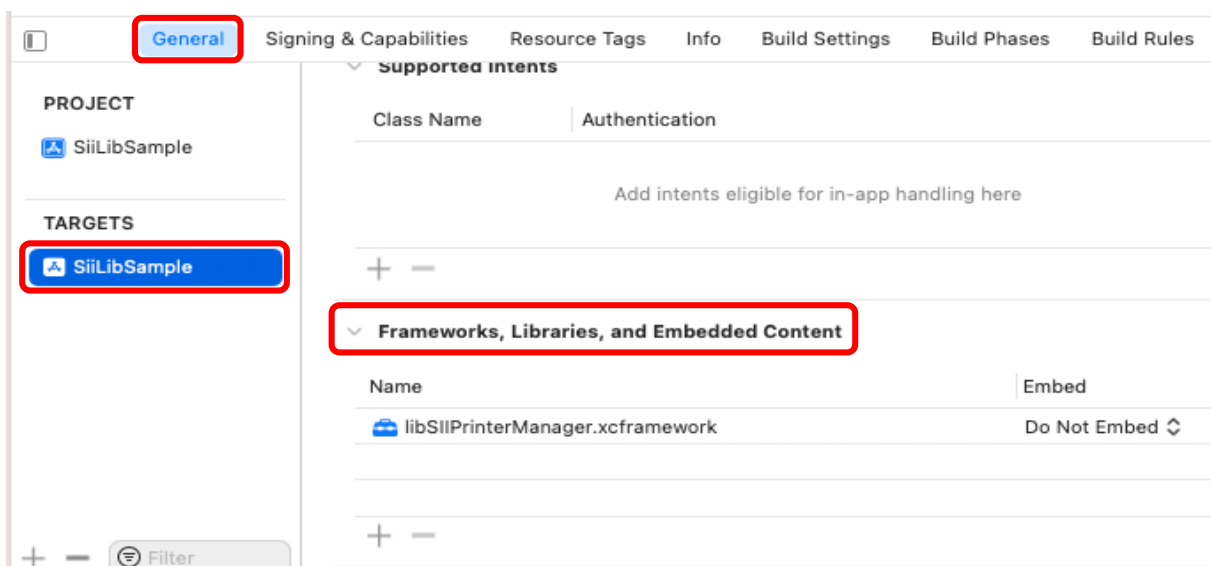 General Signing & Capabilities Resource Tags Info Build Settings Build Phases Build Rules
Supported Intents
PROJECT
Class Name Authentication
SiiLibSample
Add intents eligible for in-app handling here
TARGETS
SiiLibSample
Frameworks, Libraries, and Embedded Content
Name Embed
libSIIPrinterManager.xcframework Do Not Embed
Filter